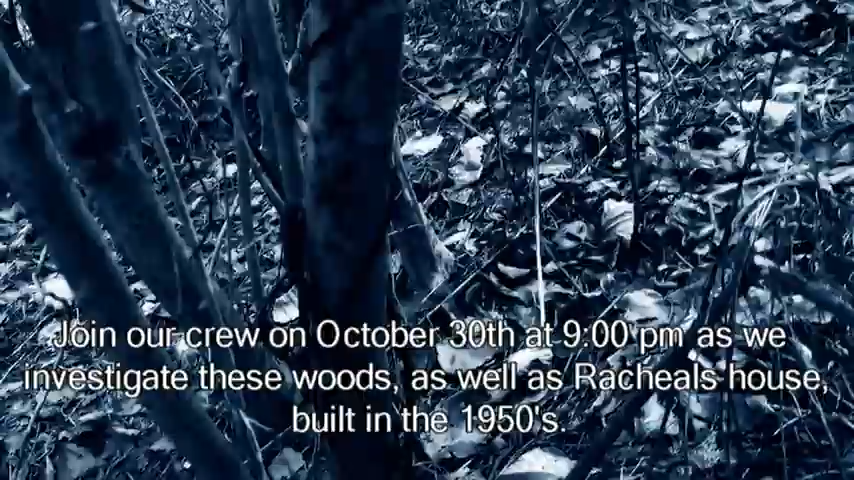 Join our crew on October 30th at 9:00 pm as we
investigate these woods, as well as Racheals house,
built in the 1950's.